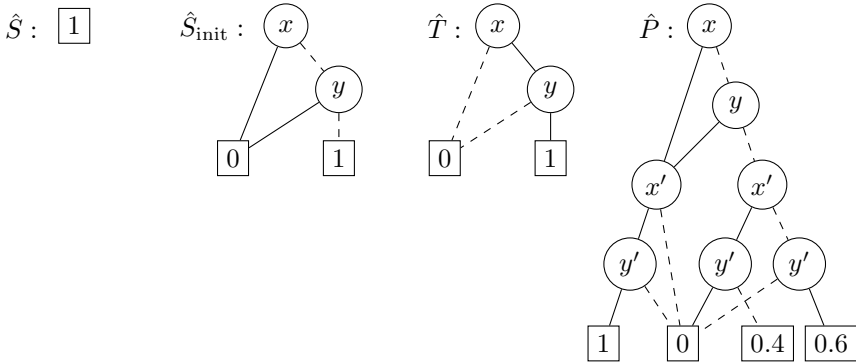 Ŝ : 1 Ŝinit : x T̂ : x P̂ : x
y y y
0 1 0 1 x′ x′
y′ y′ y′
1 0 0.4 0.6